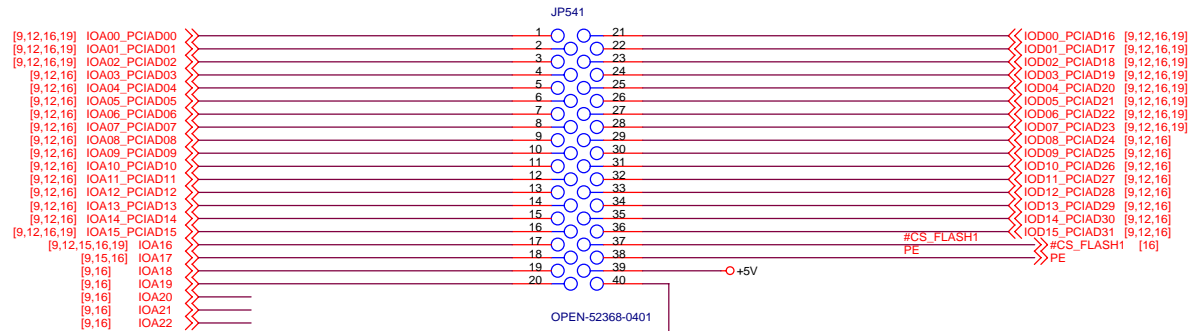 JP541
[9,12,16,19] IOA00_PCIAD00 1 21 IOD00_PCIAD16 [9,12,16,19]
[9,12,16,19] IOA01_PCIAD01 2 22 IOD01_PCIAD17 [9,12,16,19]
[9,12,16,19] IOA02_PCIAD02 3 23 IOD02_PCIAD18 [9,12,16,19]
[9,12,16] IOA03_PCIAD03 4 24 IOD03_PCIAD19 [9,12,16,19]
[9,12,16] IOA04_PCIAD04 5 25 IOD04_PCIAD20 [9,12,16,19]
[9,12,16] IOA05_PCIAD05 6 26 IOD05_PCIAD21 [9,12,16,19]
[9,12,16] IOA06_PCIAD06 7 27 IOD06_PCIAD22 [9,12,16,19]
[9,12,16] IOA07_PCIAD07 8 28 IOD07_PCIAD23 [9,12,16,19]
[9,12,16] IOA08_PCIAD08 9 29 IOD08_PCIAD24 [9,12,16]
[9,12,16] IOA09_PCIAD09 10 30 IOD09_PCIAD25 [9,12,16]
[9,12,16] IOA10_PCIAD10 11 31 IOD10_PCIAD26 [9,12,16]
[9,12,16] IOA11_PCIAD11 12 32 IOD11_PCIAD27 [9,12,16]
[9,12,16] IOA12_PCIAD12 13 33 IOD12_PCIAD28 [9,12,16]
[9,12,16] IOA13_PCIAD13 14 34 IOD13_PCIAD29 [9,12,16]
[9,12,16] IOA14_PCIAD14 15 35 IOD14_PCIAD30 [9,12,16]
[9,12,16,19] IOA15_PCIAD15 16 36 IOD15_PCIAD31 [9,12,16]
[9,12,15,16,19] IOA16 17 37 #CS_FLASH1 #CS_FLASH1 [16]
[9,15,16] IOA17 18 38 PE PE
[9,16] IOA18 19 39 +5V
[9,16] IOA19 20 40
[9,16] IOA20
[9,16] IOA21
[9,16] IOA22
OPEN-52368-0401